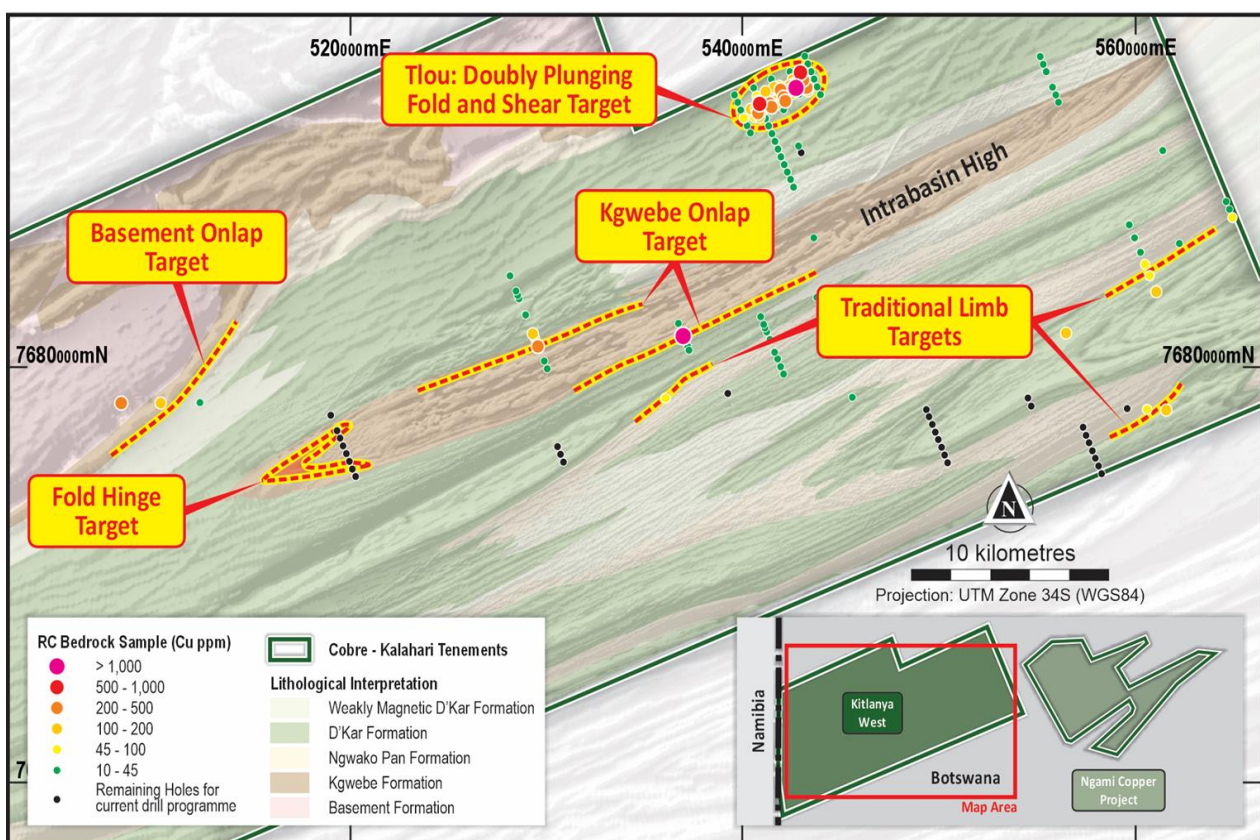 520000mE
540000mE
560000mE
Tlou: Doubly Plunging
Fold and Shear Target
Intrabasin High
Kgwebe Onlap
Target
Basement Onlap
Target
Traditional Limb
Targets
7680000mN
7680000mN
Fold Hinge
Target
N
10 kilometres
Projection: UTM Zone 34S (WGS84)
RC Bedrock Sample (Cu ppm)
> 1,000
500 - 1,000
200 - 500
100 - 200
45 - 100
10 - 45
Remaining Holes for
current drill programme
Cobre - Kalahari Tenements
Lithological Interpretation
Weakly Magnetic D'Kar Formation
D'Kar Formation
Ngwako Pan Formation
Kgwebe Formation
Basement Formation
Namibia
Kitlanya
West
Botswana
Map Area
Ngami Copper
Project